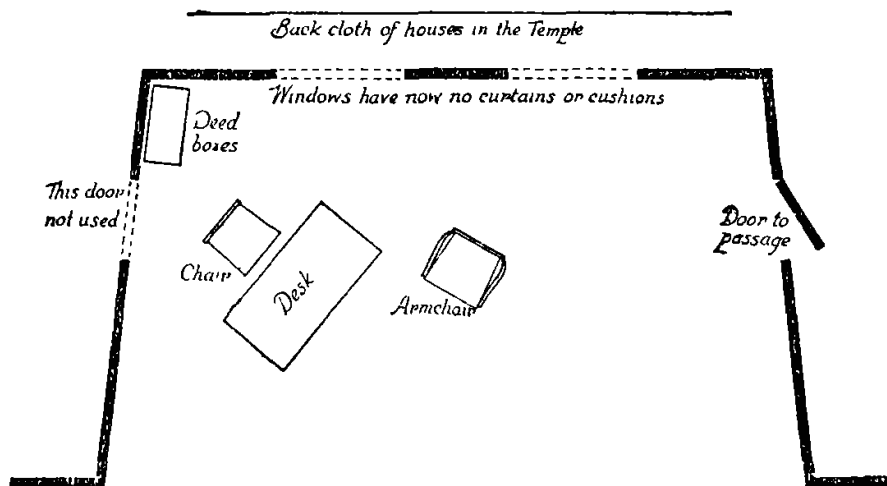 Back cloth of houses in the Temple
Windows have now no curtains or cushions
Deed
boxes
This door
not used
Door to
passage
Chair
Desk
Armchair